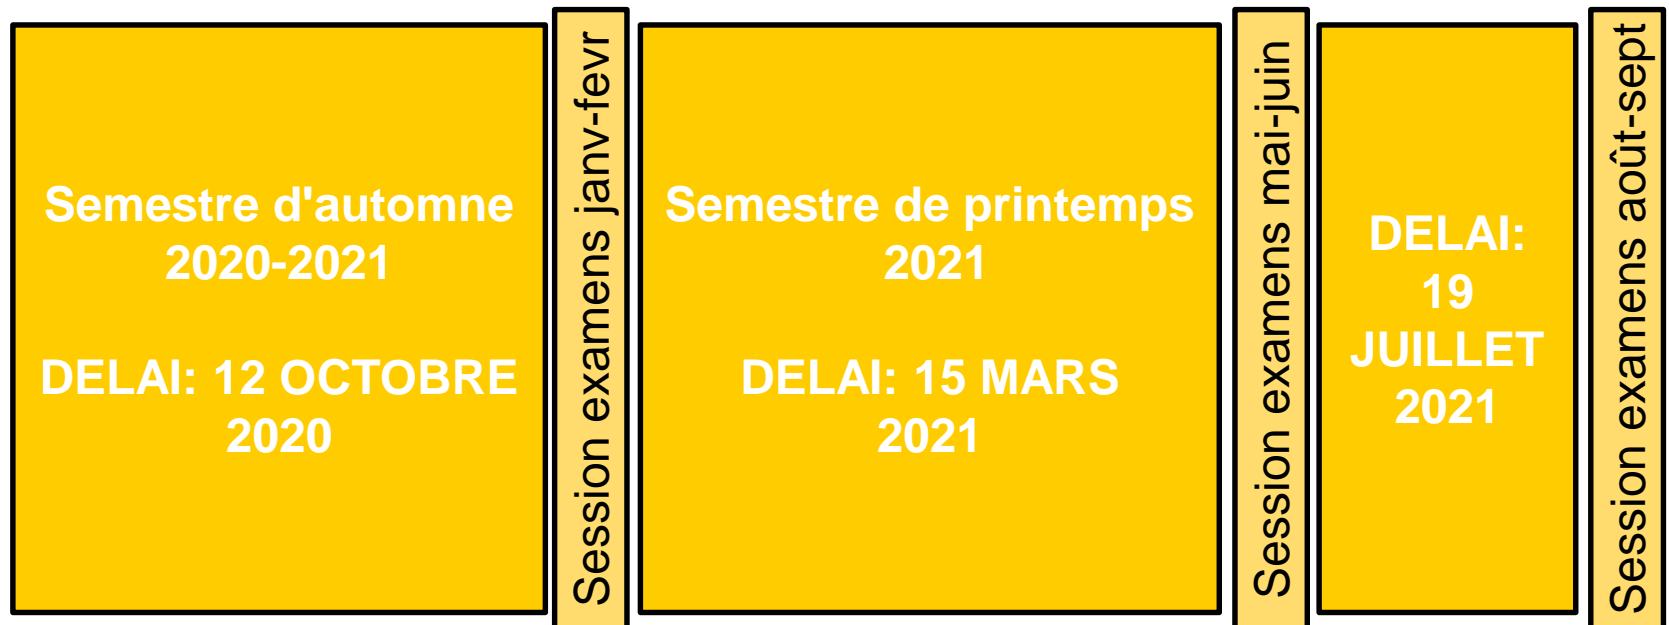 Semestre d'automne
2020-2021
DELAI: 12 OCTOBRE
2020
Session examens janv-fevr
Semestre de printemps
2021
DELAI: 15 MARS
2021
Session examens mai-juin
DELAI:
19
JUILLET
2021
Session examens août-sept